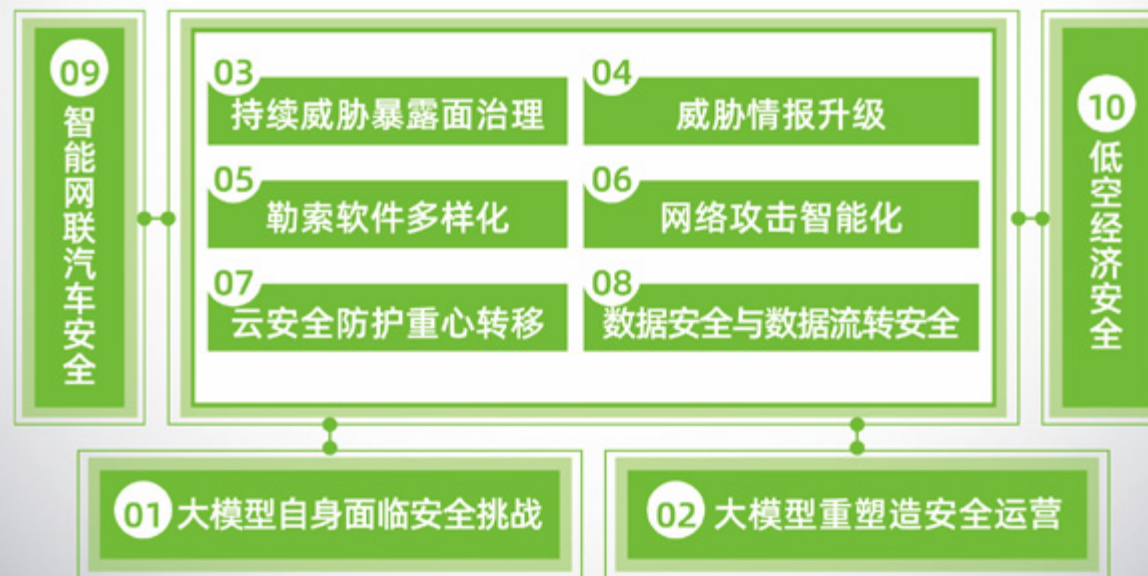 09
智能网联汽车安全
03
持续威胁暴露面治理
04
威胁情报升级
05
勒索软件多样化
06
网络攻击智能化
07
云安全防护重心转移
08
数据安全与数据流转安全
10
低空经济安全
01 大模型自身面临安全挑战
02 大模型重塑造安全运营